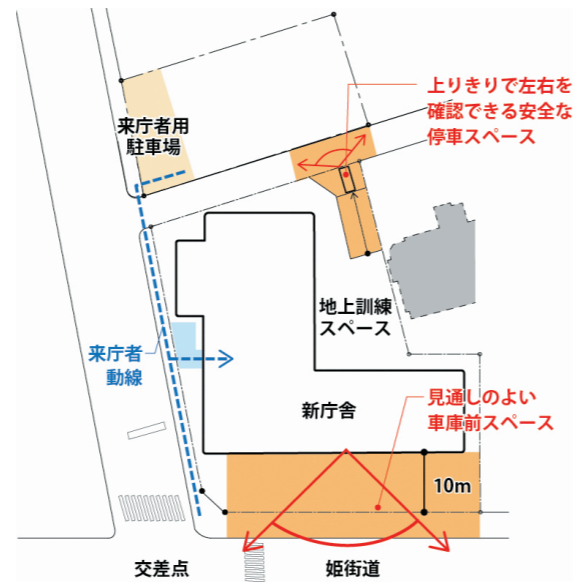 上りきりで左右を
確認できる安全な
停車スペース
来庁者用
駐車場
地上訓練
スペース
来庁者
動線
新庁舎
見通しのよい
車庫前スペース
10m
交差点
姫街道